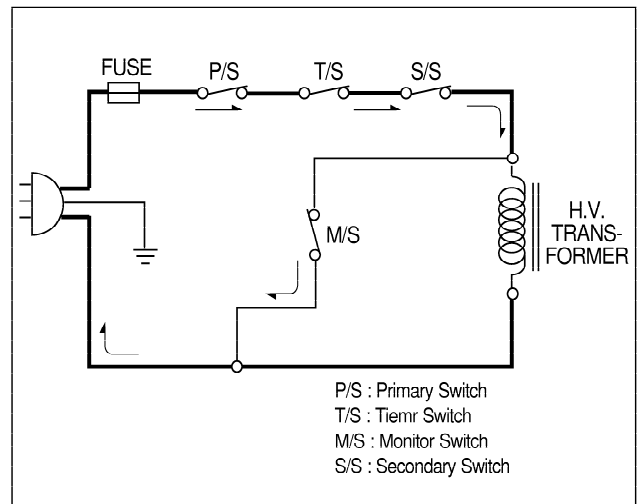 FUSE P/S T/S S/S
M/S
H.V.
TRANS-
FORMER
P/S : Primary Switch
T/S : Tiemr Switch
M/S : Monitor Switch
S/S : Secondary Switch